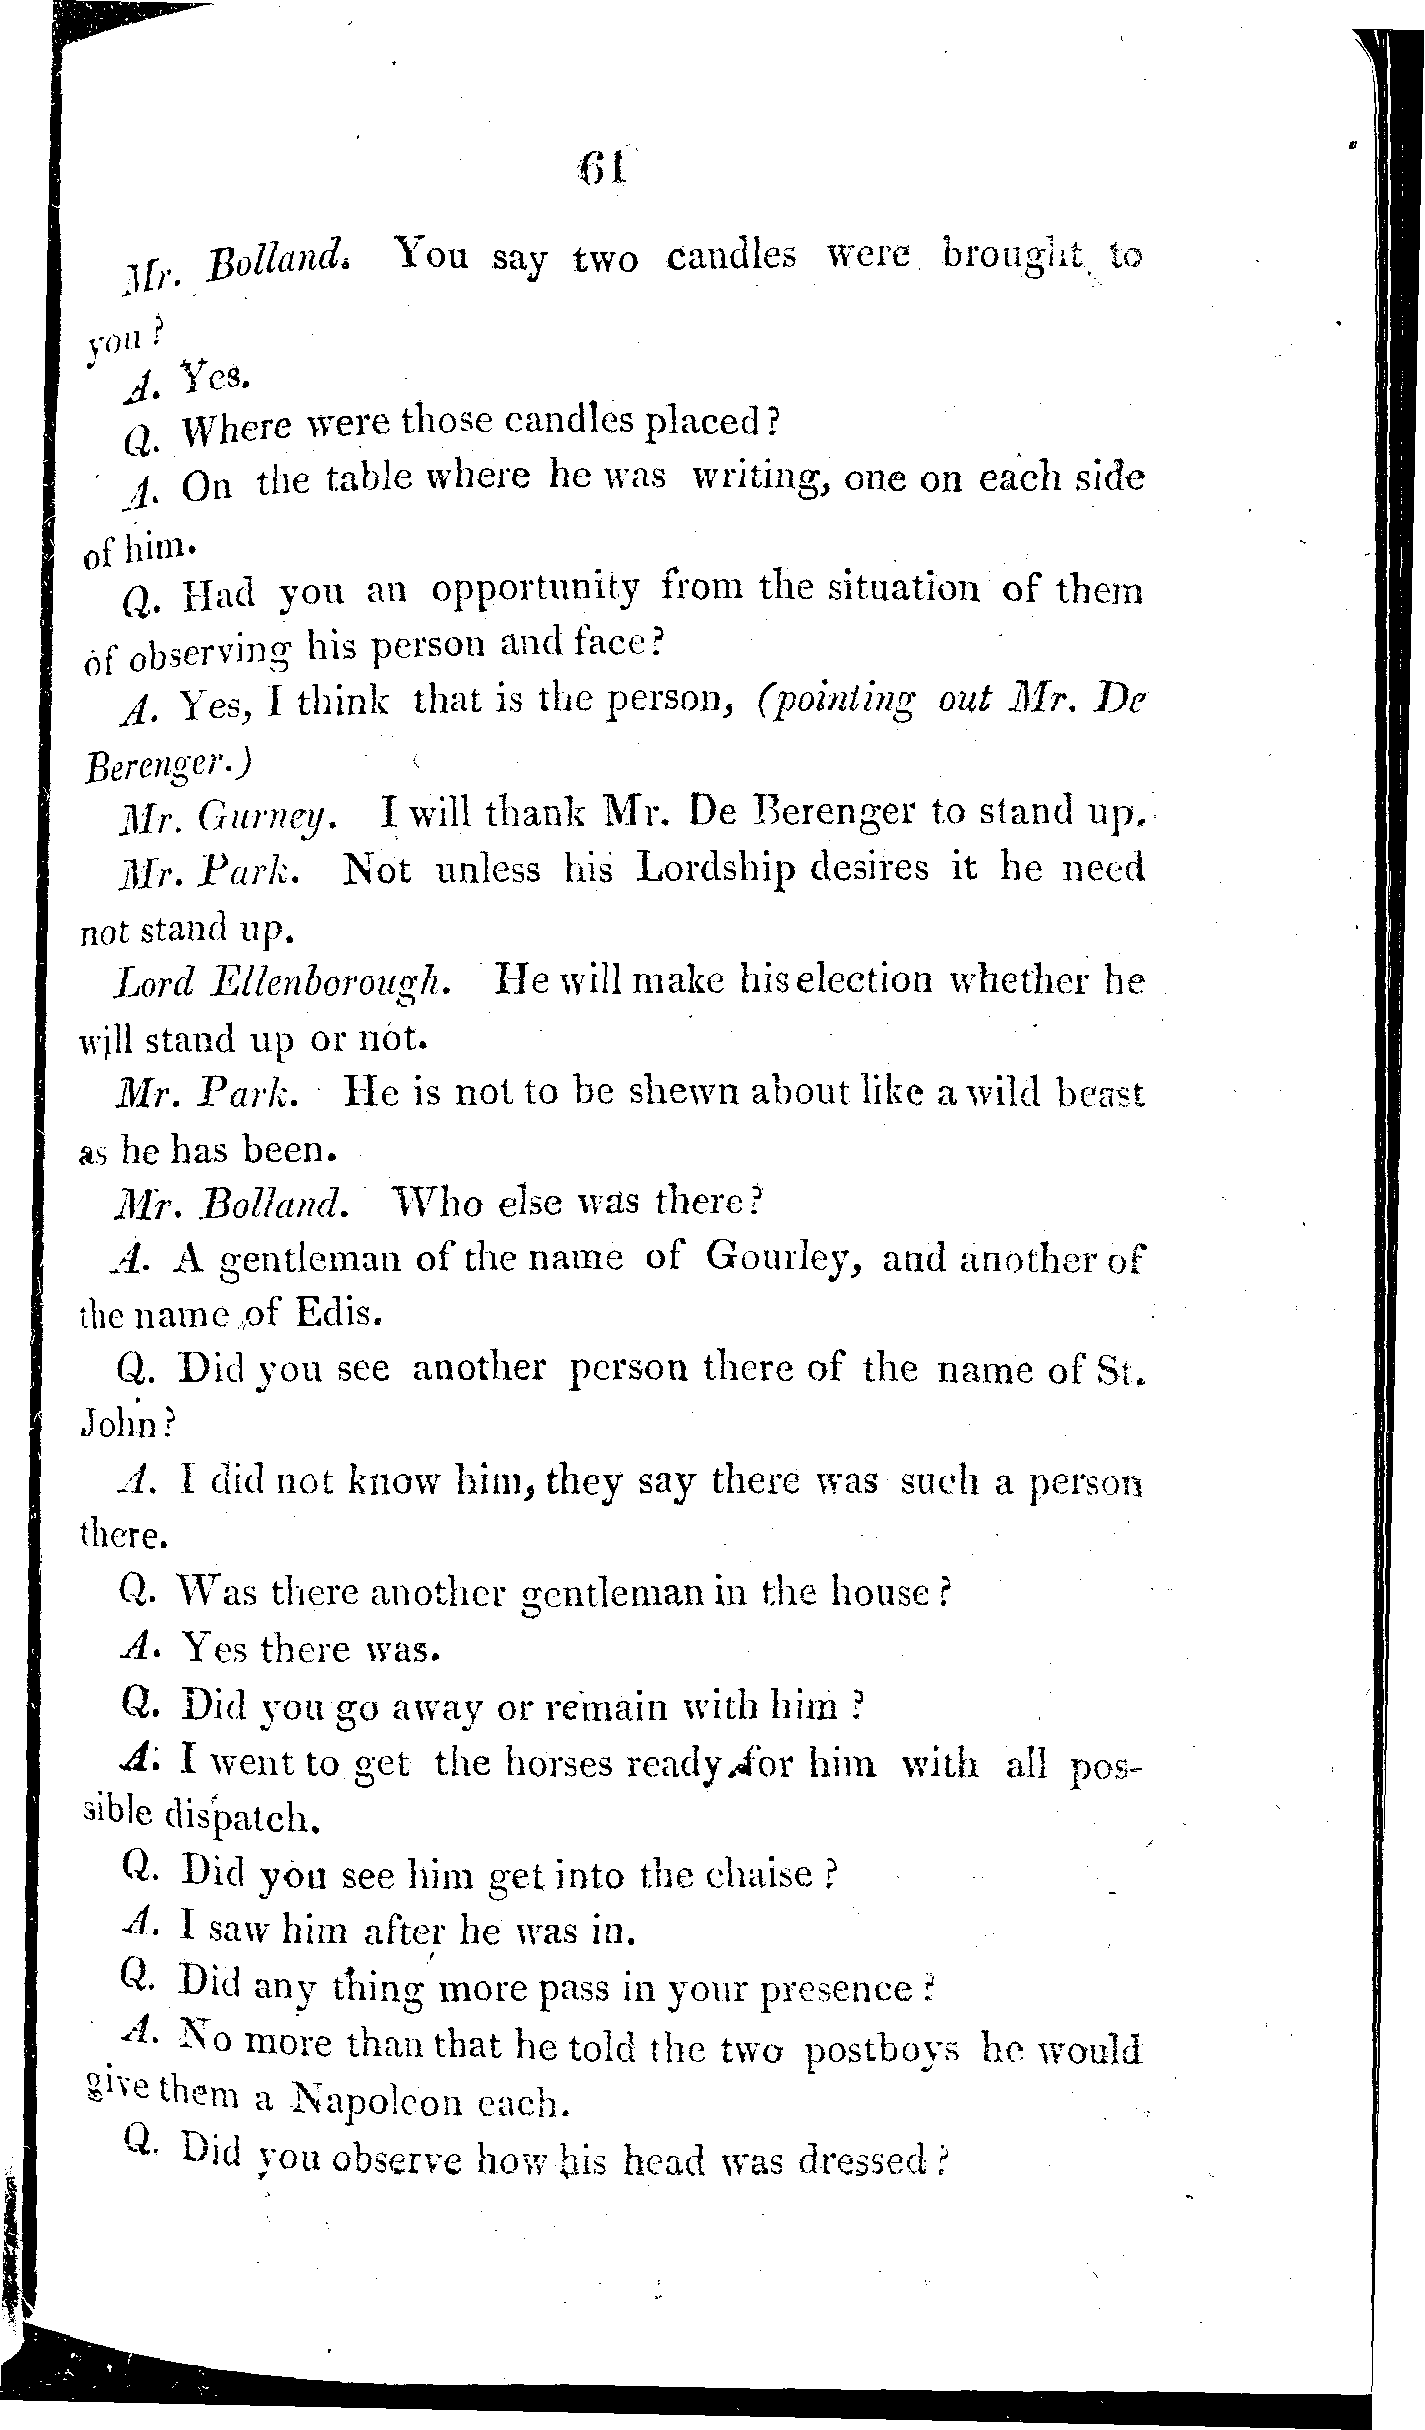 61
Mr. Bolland. You say two candles were brought to
you?
A. Yes.
Q. Where were those candles placed?
A. On the table where he was writing, one on each side
of him.
Q. Had you an opportunity from the situation of them
of observing his person and face?
A. Yes, I think that is the person, (pointing out Mr. De
Berenger.)
Mr. Gurney. I will thank Mr. De Berenger to stand up.
Mr. Park. Not unless his Lordship desires it he need
not stand up.
Lord Ellenborough. He will make his election whether he
will stand up or not.
Mr. Park. He is not to be shewn about like a wild beast
as he has been.
Mr. Bolland. Who else was there?
A. A gentleman of the name of Gourley, and another of
the name of Edis.
Q. Did you see another person there of the name of St.
John?
A. I did not know him, they say there was such a person
there.
Q. Was there another gentleman in the house?
A. Yes there was.
Q. Did you go away or remain with him?
A. I went to get the horses ready for him with all pos-
sible dispatch.
Q. Did you see him get into the chaise?
A. I saw him after he was in.
Q. Did any thing more pass in your presence?
A. No more than that he told the two postboys he would
give them a Napoleon each.
Q. Did you observe how his head was dressed?